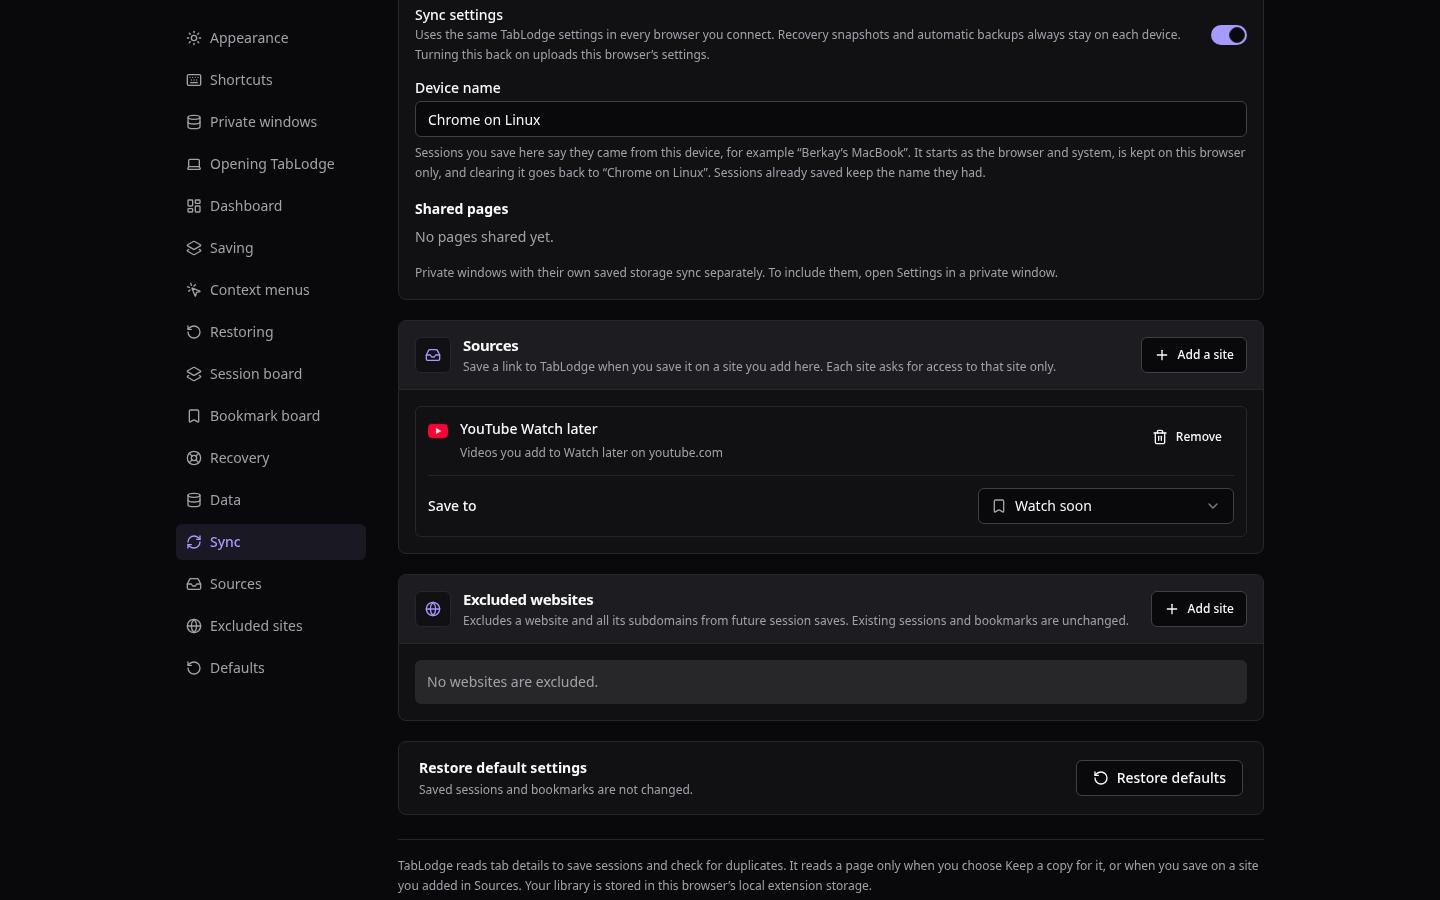 Appearance
Shortcuts
Private windows
Opening TabLodge
Dashboard
Saving
Context menus
Restoring
Session board
Bookmark board
Recovery
Data
Sync
Sources
Excluded sites
Defaults
Sync settings
Uses the same TabLodge settings in every browser you connect. Recovery snapshots and automatic backups always stay on each device.
Turning this back on uploads this browser’s settings.
Device name
Chrome on Linux
Sessions you save here say they came from this device, for example “Berkay’s MacBook”. It starts as the browser and system, is kept on this browser
only, and clearing it goes back to “Chrome on Linux”. Sessions already saved keep the name they had.
Shared pages
No pages shared yet.
Private windows with their own saved storage sync separately. To include them, open Settings in a private window.
Sources
Save a link to TabLodge when you save it on a site you add here. Each site asks for access to that site only.
Add a site
YouTube Watch later
Videos you add to Watch later on youtube.com
Remove
Save to
Watch soon
Excluded websites
Excludes a website and all its subdomains from future session saves. Existing sessions and bookmarks are unchanged.
Add site
No websites are excluded.
Restore default settings
Saved sessions and bookmarks are not changed.
Restore defaults
TabLodge reads tab details to save sessions and check for duplicates. It reads a page only when you choose Keep a copy for it, or when you save on a site
you added in Sources. Your library is stored in this browser’s local extension storage.